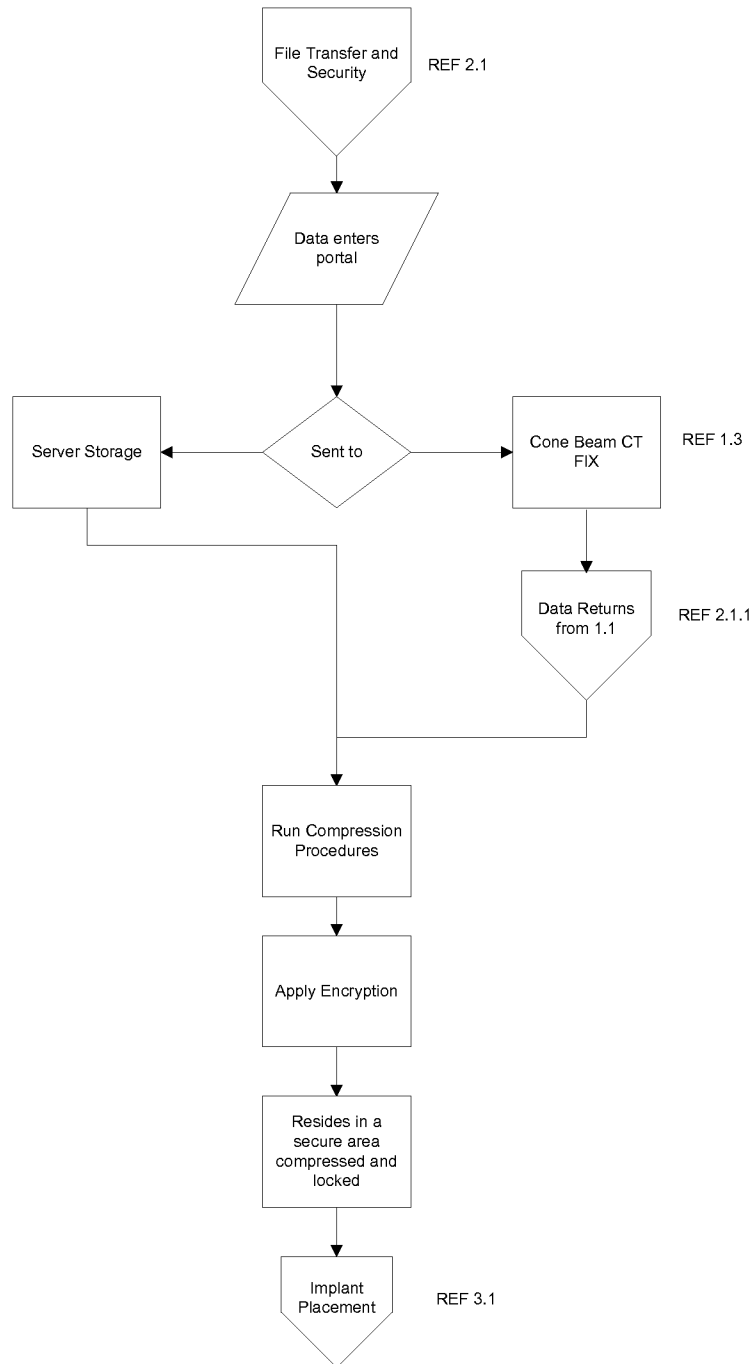 File Transfer and
Security
REF 2.1
Data enters
portal
Server Storage
Sent to
Cone Beam CT
FIX
REF 1.3
Data Returns
from 1.1
REF 2.1.1
Run Compression
Procedures
Apply Encryption
Resides in a
secure area
compressed and
locked
Implant
Placement
REF 3.1